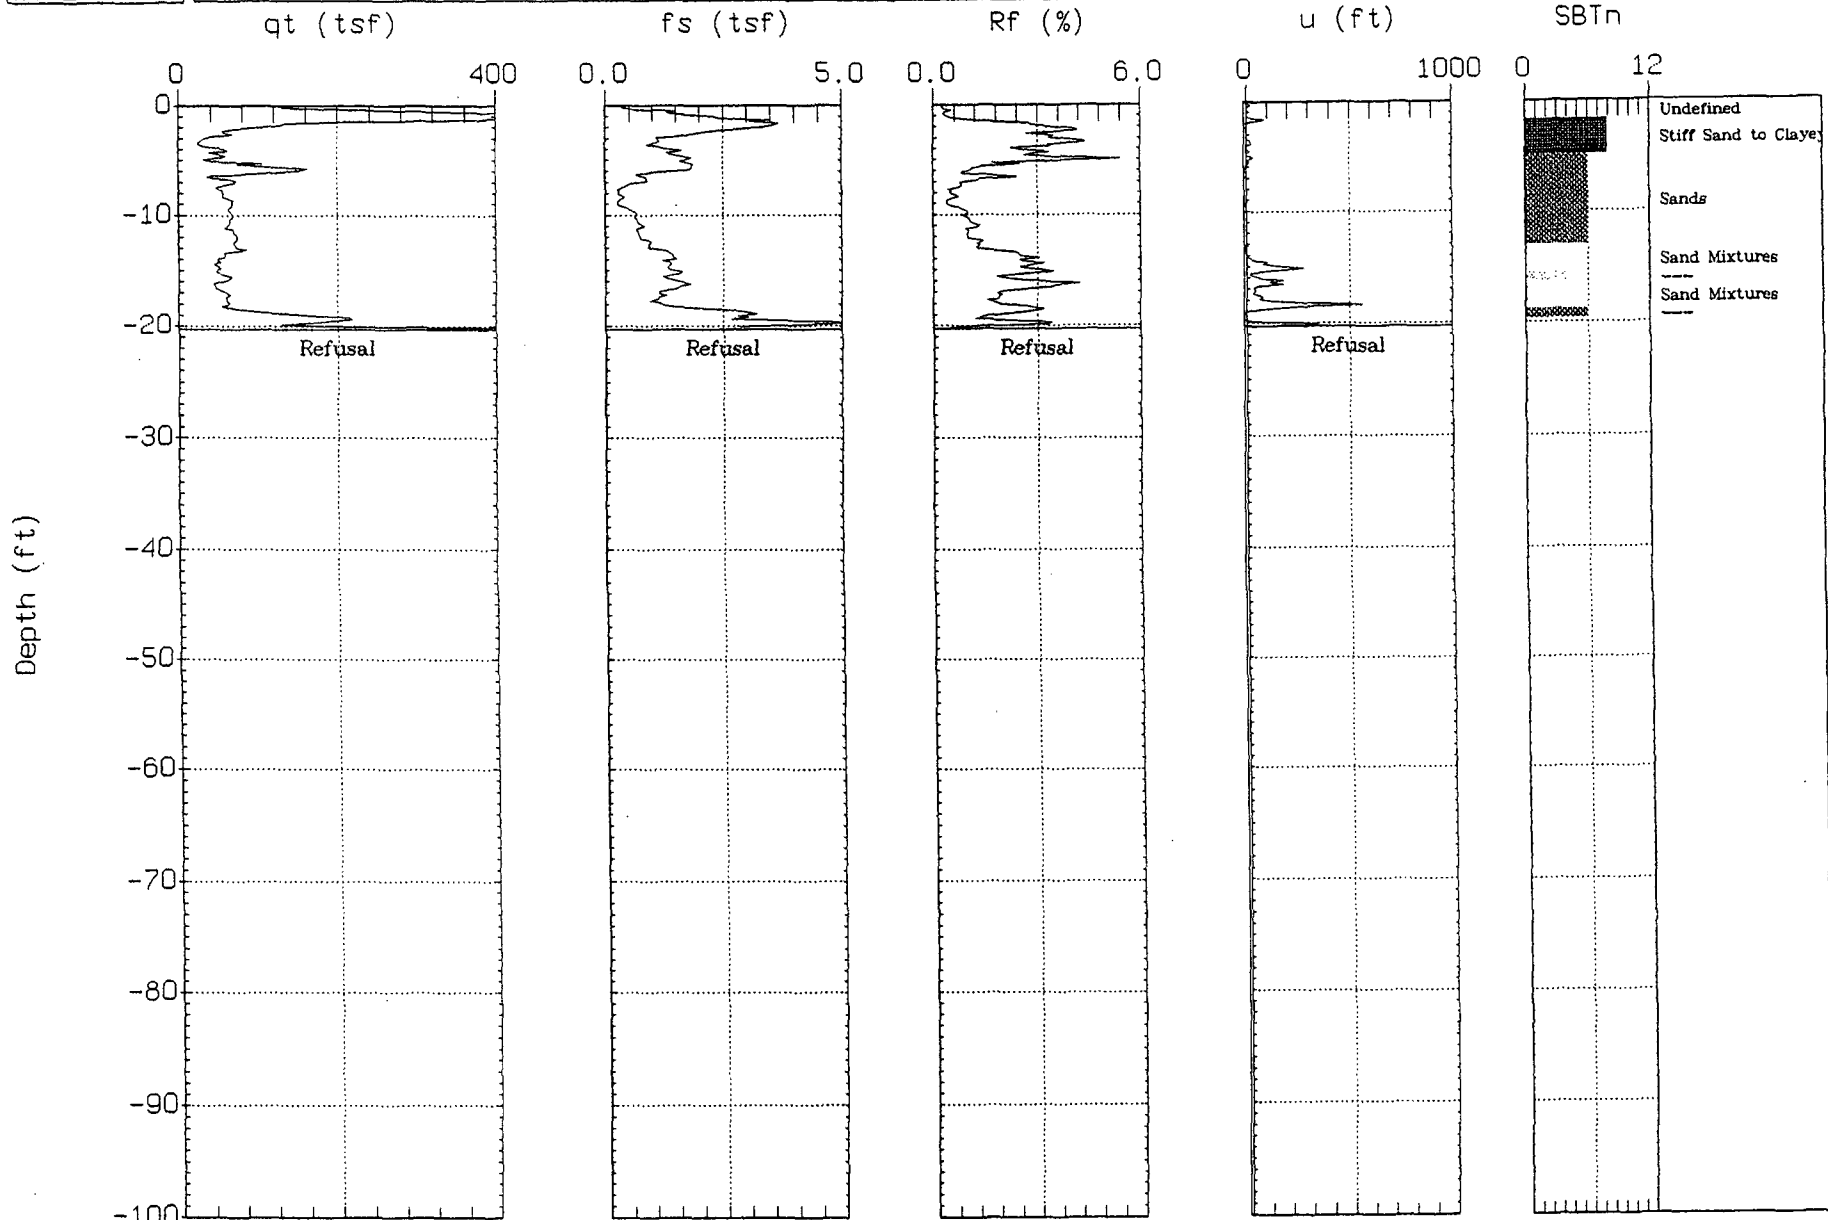 qt (tsf) fs (tsf) Rf (%) u (ft) SBTn
0 400 0.0 5.0 0.0 6.0 0 1000 0 12
0
-10
-20
-30
-40
-50
-60
-70
-80
-90
-100
Depth (ft)
Refusal Refusal Refusal Refusal
Undefined
Stiff Sand to Clayey
Sands
Sand Mixtures
---
Sand Mixtures
---